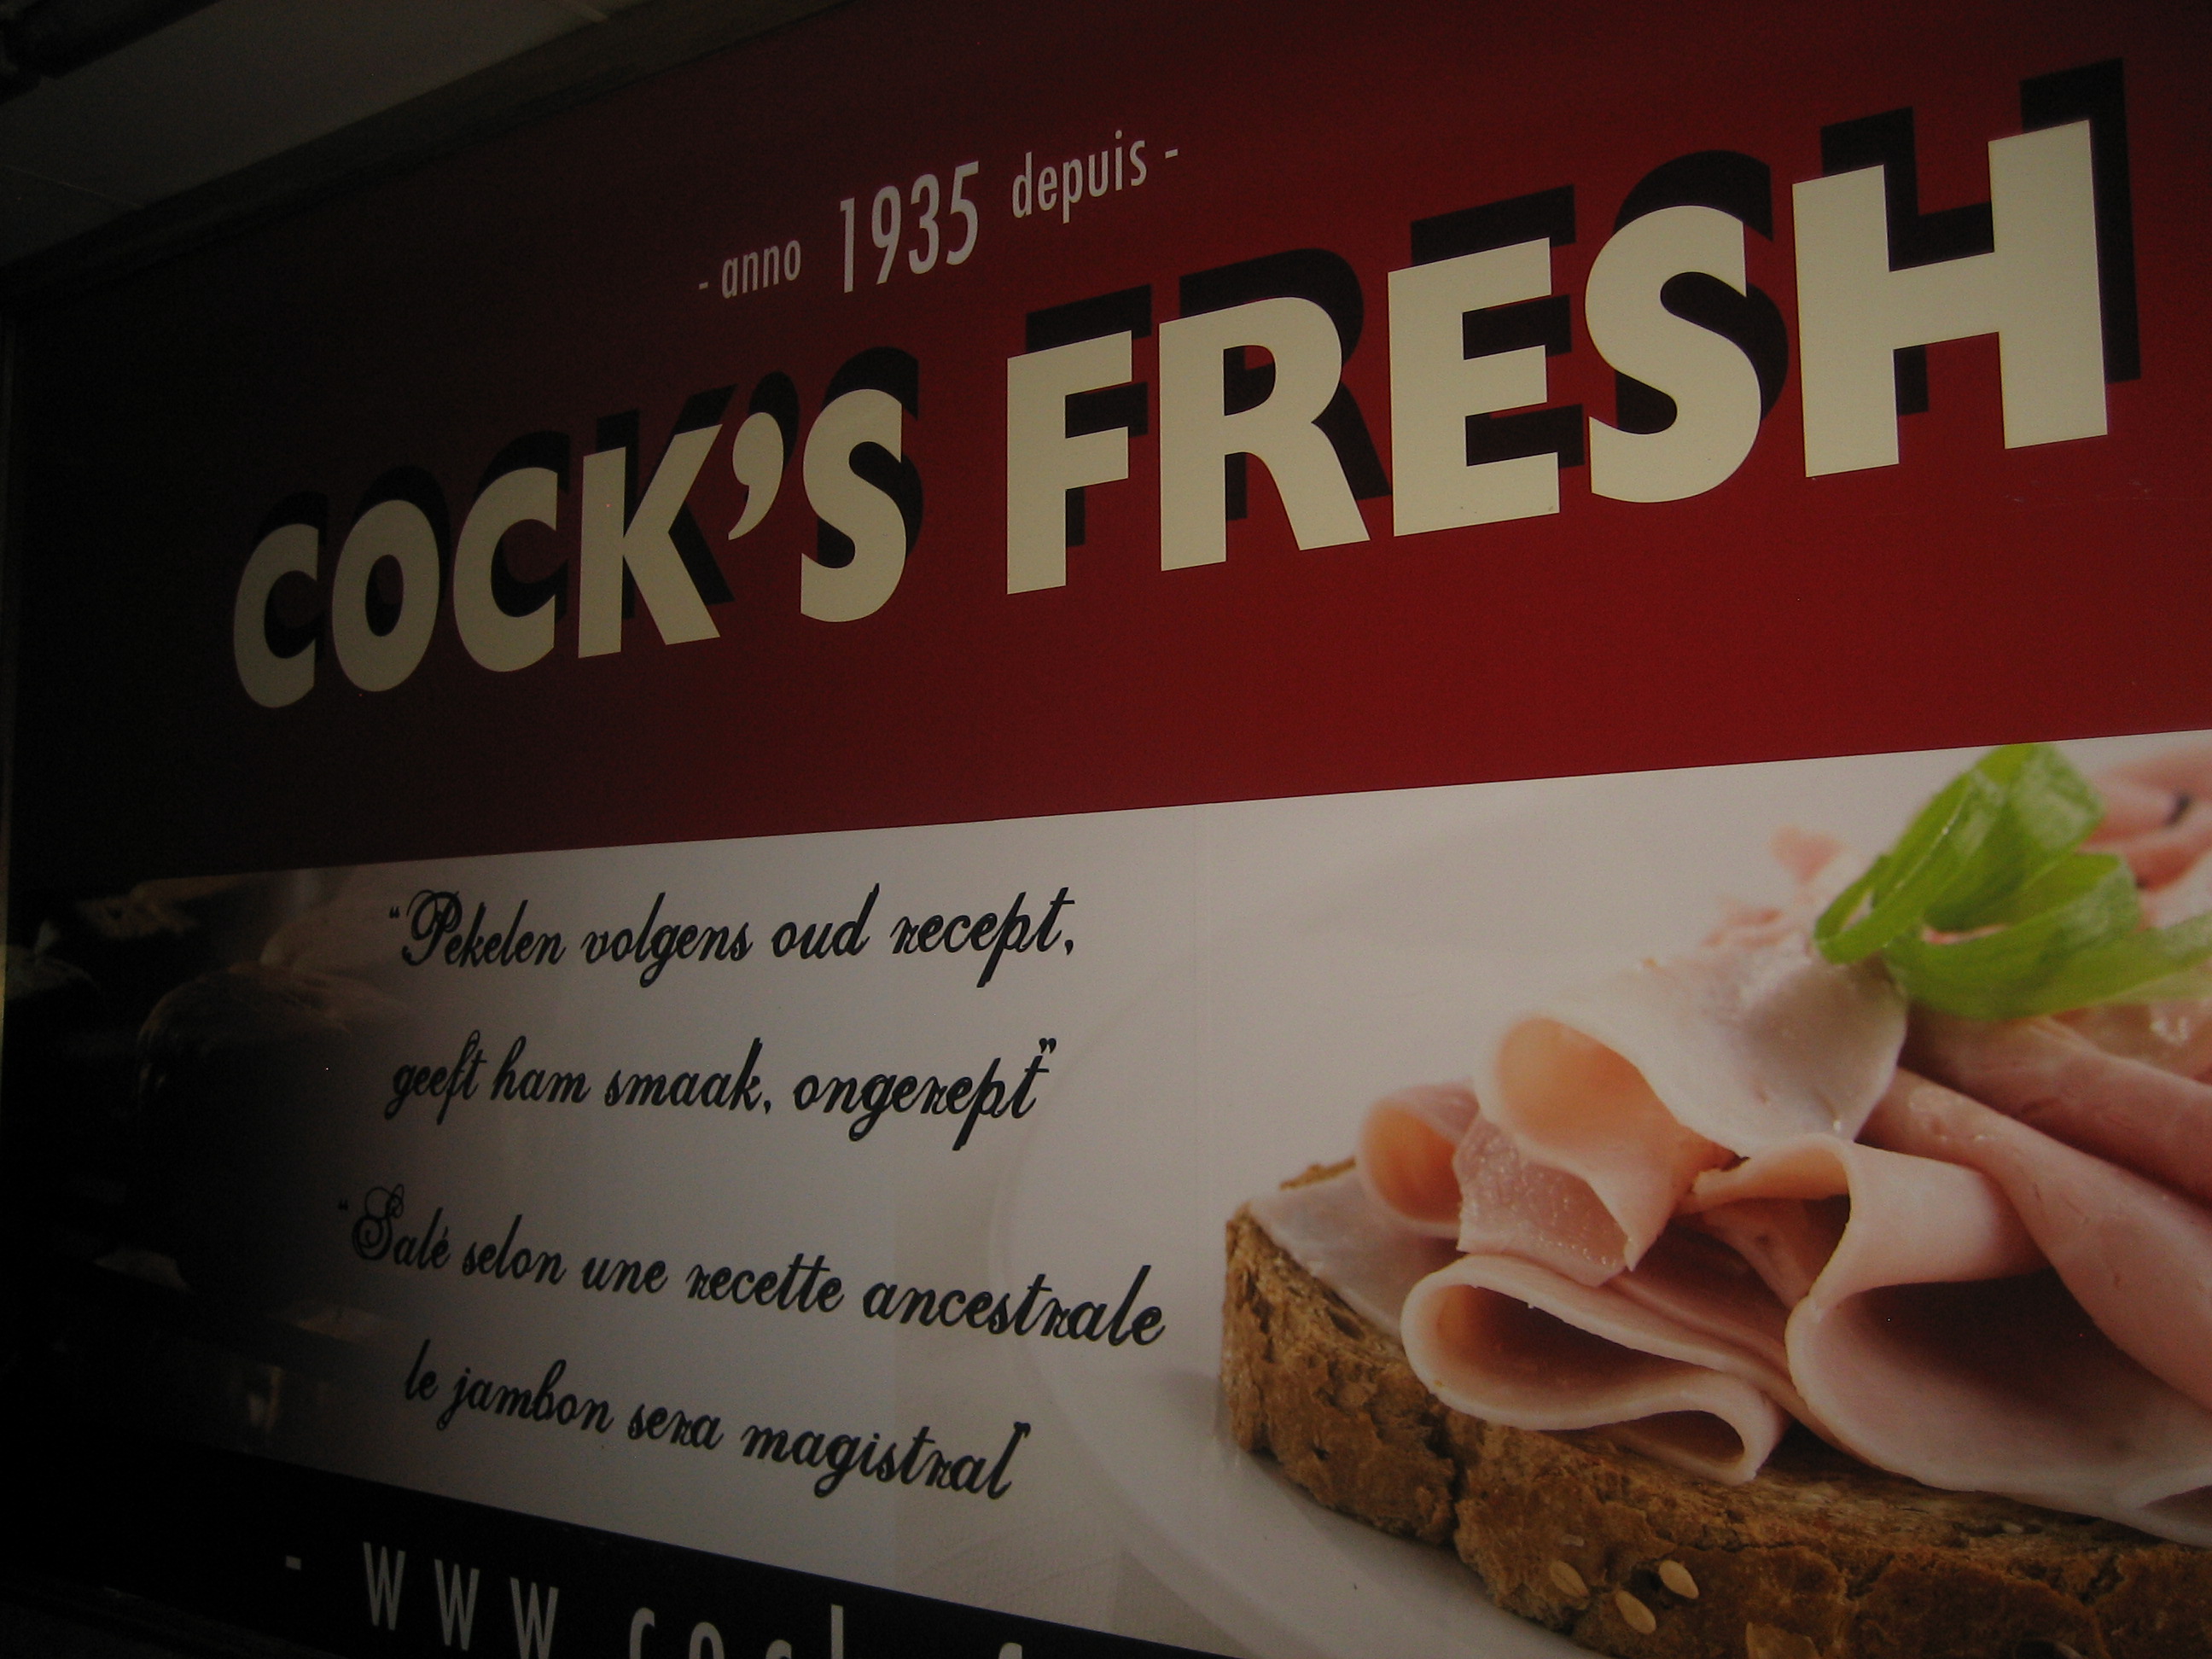 - anno 1935 depuis -
COCK'S FRESH
“Pekelen volgens oud recept,
geeft ham smaak, ongerept”
“Salé selon une recette ancestrale
le jambon sera magistral
- www